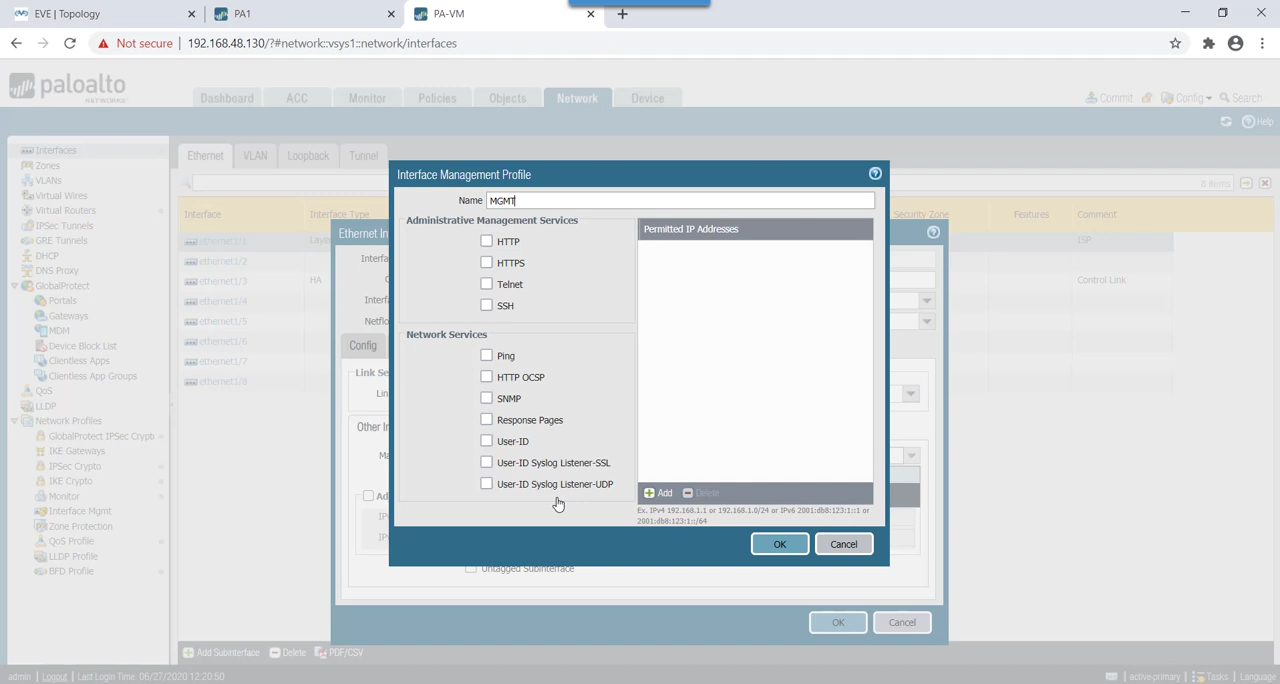 EVE | Topology
PA1
PA-VM
Not secure | 192.168.48.130/?#network::vsys1::network/interfaces
paloalto
NETWORKS
Dashboard
ACC
Monitor
Policies
Objects
Network
Device
Commit
Config
Search
Help
Interfaces
Zones
VLANs
Virtual Wires
Virtual Routers
IPSec Tunnels
GRE Tunnels
DHCP
DNS Proxy
GlobalProtect
Portals
Gateways
MDM
Device Block List
Clientless Apps
Clientless App Groups
QoS
LLDP
Network Profiles
GlobalProtect IPSec Crypto
IKE Gateways
IPSec Crypto
IKE Crypto
Monitor
Interface Mgmt
Zone Protection
QoS Profile
LLDP Profile
BFD Profile
Ethernet
VLAN
Loopback
Tunnel
8 items
Interface
Interface Type
Security Zone
Features
Comment
ethernet1/1
ISP
ethernet1/2
ethernet1/3
HA
Control Link
ethernet1/4
ethernet1/5
ethernet1/6
ethernet1/7
ethernet1/8
Config
Untagged Subinterface
OK
Cancel
Interface Management Profile
Name
MGMT
Administrative Management Services
HTTP
HTTPS
Telnet
SSH
Network Services
Ping
HTTP OCSP
SNMP
Response Pages
User-ID
User-ID Syslog Listener-SSL
User-ID Syslog Listener-UDP
Permitted IP Addresses
Add
Delete
Ex. IPv4 192.168.1.1 or 192.168.1.0/24 or IPv6 2001:db8:123:1::1 or
2001:db8:123:1::/64
OK
Cancel
Add Subinterface
Delete
PDF/CSV
admin | Logout | Last Login Time: 06/27/2020 12:20:50
active-primary | Tasks | Language